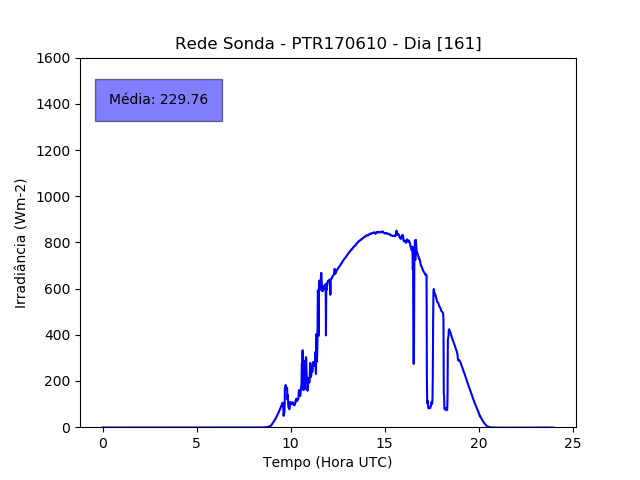 Rede Sonda - PTR170610 - Dia [161]
Irradiância (Wm-2)
1600
1400
1200
1000
800
600
400
200
0
Média: 229.76
0 5 10 15 20 25
Tempo (Hora UTC)